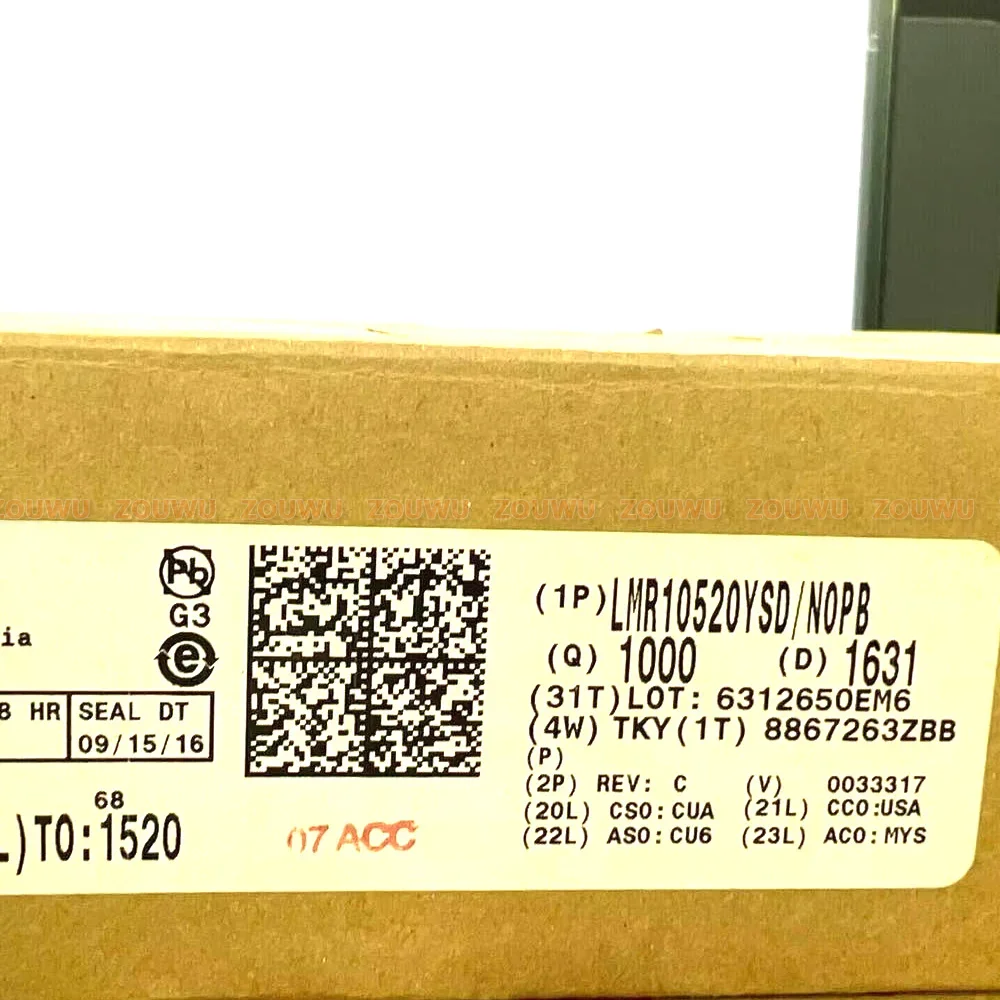 ZOUWU ZOUWU ZOUWU ZOUWU ZOUWU ZOUWU ZOUWU ZOUWU
Pb
G3
e
ia
HR
SEAL DT
09/15/16
68
L)TO:1520
07 ACC
(1P)LMR10520YSD/NOPB
(Q) 1000 (D) 1631
(31T)LOT: 6312650EM6
(4W) TKY(1T) 8867263ZBB
(P)
(2P) REV: C (V) 0033317
(20L) CSO:CUA (21L) CCO:USA
(22L) ASO:CU6 (23L) ACO:MYS